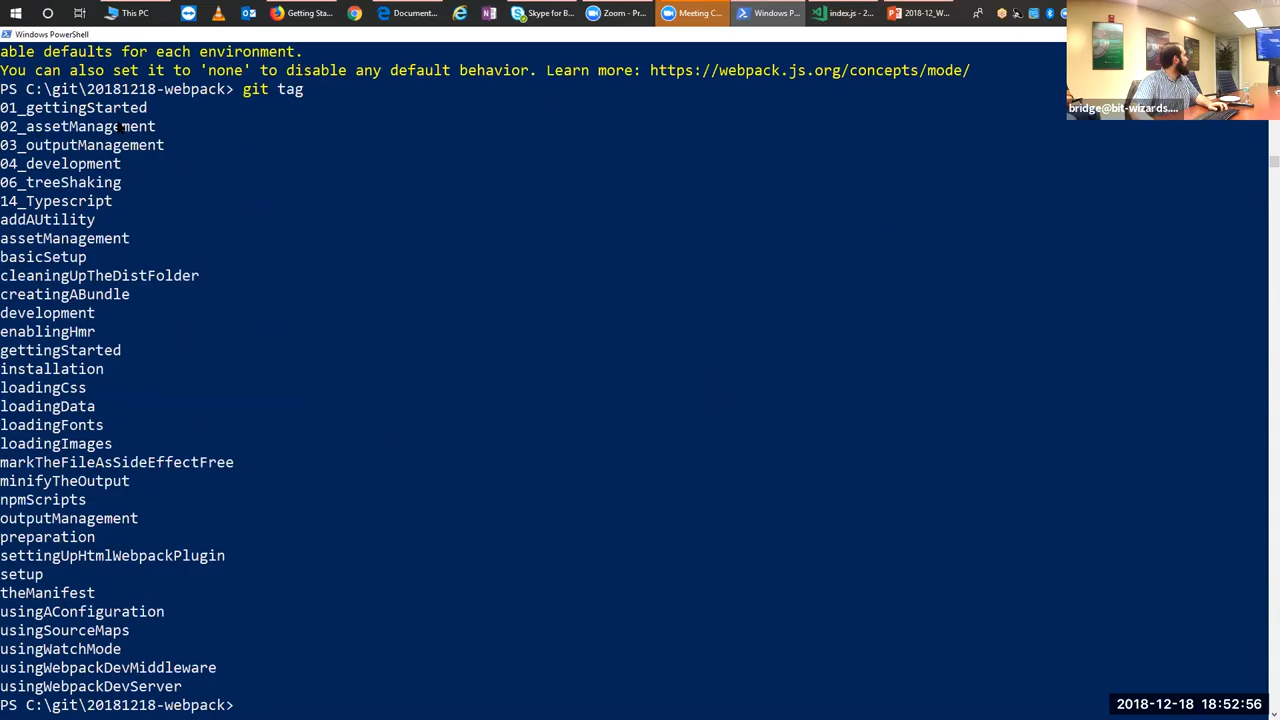 This PC
Getting Sta...
Document...
Skype for B...
Zoom - Pr...
Meeting C...
Windows P...
index.js - 2...
2018-12_W...
Windows PowerShell
able defaults for each environment.
You can also set it to 'none' to disable any default behavior. Learn more: https://webpack.js.org/concepts/mode/
PS C:\git\20181218-webpack> git tag
01_gettingStarted
02_assetManagement
03_outputManagement
04_development
06_treeShaking
14_Typescript
addAUtility
assetManagement
basicSetup
cleaningUpTheDistFolder
creatingABundle
development
enablingHmr
gettingStarted
installation
loadingCss
loadingData
loadingFonts
loadingImages
markTheFileAsSideEffectFree
minifyTheOutput
npmScripts
outputManagement
preparation
settingUpHtmlWebpackPlugin
setup
theManifest
usingAConfiguration
usingSourceMaps
usingWatchMode
usingWebpackDevMiddleware
usingWebpackDevServer
PS C:\git\20181218-webpack>
bridge@bit-wizards....
2018-12-18 18:52:56